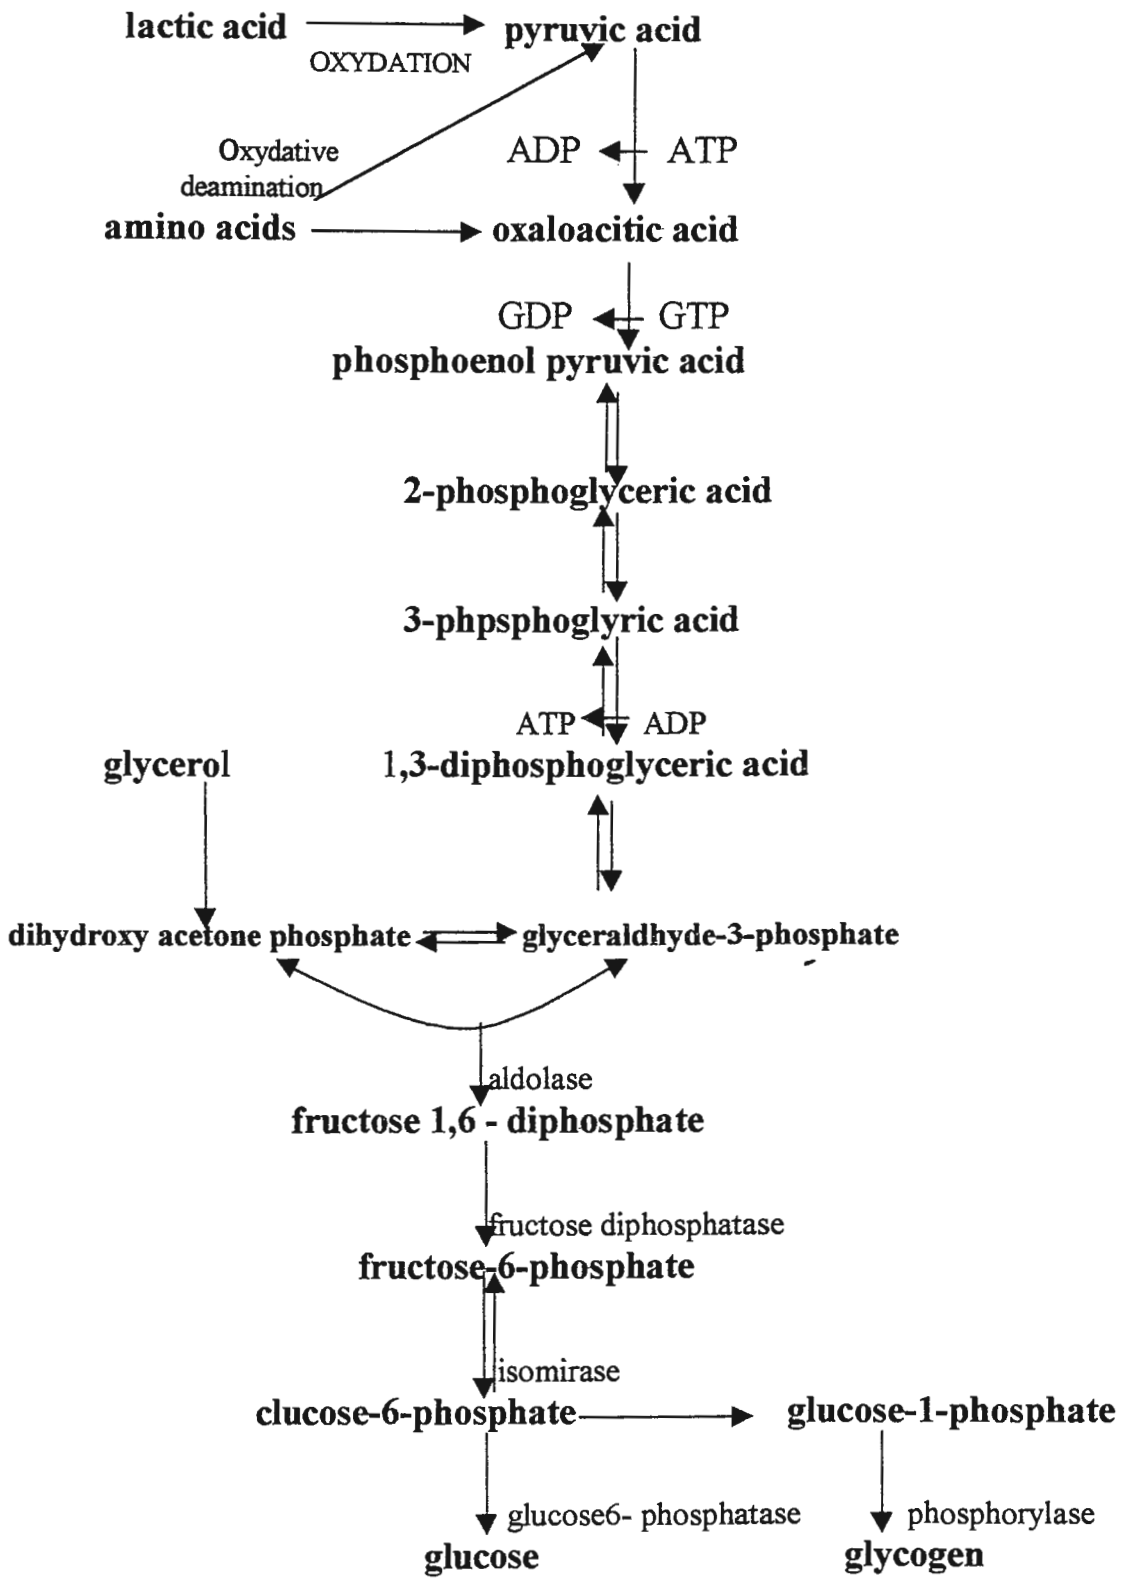 lactic acid
pyruvic acid
OXYDATION
Oxydative
deamination
ADP
ATP
amino acids
oxaloacitic acid
GDP
GTP
phosphoenol pyruvic acid
2-phosphoglyceric acid
3-phpsphoglyric acid
ATP
ADP
glycerol
1,3-diphosphoglyceric acid
dihydroxy acetone phosphate
glyceraldhyde-3-phosphate
aldolase
fructose 1,6 - diphosphate
fructose diphosphatase
fructose-6-phosphate
isomirase
clucose-6-phosphate
glucose-1-phosphate
glucose6- phosphatase
phosphorylase
glucose
glycogen